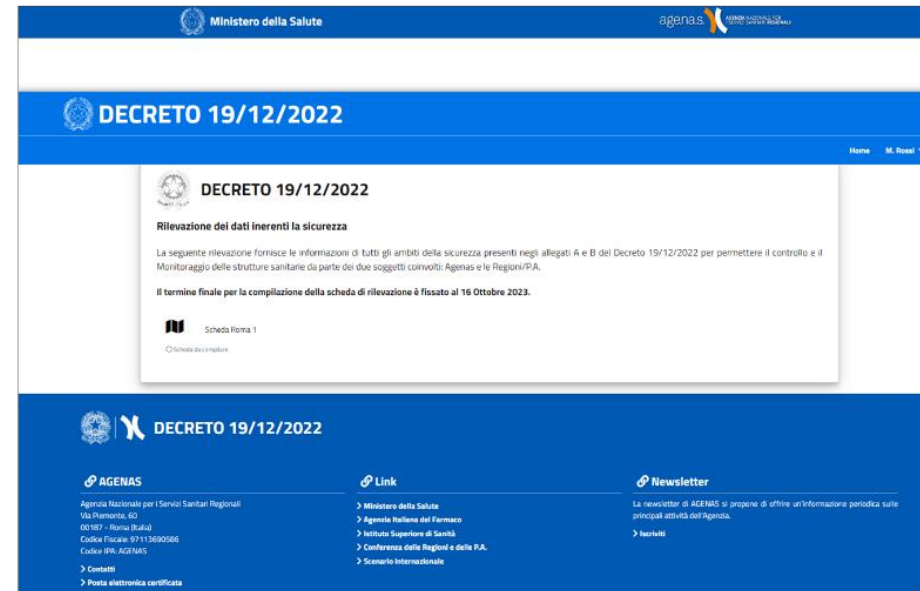 Ministero della Salute
agenas. AGENZIA NAZIONALE PER I SERVIZI SANITARI REGIONALI
DECRETO 19/12/2022
Home M. Rossi
DECRETO 19/12/2022
Rilevazione dei dati inerenti la sicurezza
La seguente rilevazione fornisce le informazioni di tutti gli ambiti della sicurezza presenti negli allegati A e B del Decreto 19/12/2022 per permettere il controllo e il
Monitoraggio delle strutture sanitarie da parte dei due soggetti coinvolti: Agenas e le Regioni/P.A.
Il termine finale per la compilazione della scheda di rilevazione è fissato al 16 Ottobre 2023.
Scheda Roma 1
Scheda da compilare
DECRETO 19/12/2022
AGENAS
Agenzia Nazionale per i Servizi Sanitari Regionali
Via Piemonte, 60
00187 - Roma (Italia)
Codice Fiscale: 97113690586
Codice IPA: AGENAS
> Contatti
> Posta elettronica certificata
Link
> Ministero della Salute
> Agenzia Italiana del Farmaco
> Istituto Superiore di Sanità
> Conferenza delle Regioni e delle P.A.
> Scenario internazionale
Newsletter
La newsletter di AGENAS si propone di offrire un'informazione periodica sulle
principali attività dell'Agenzia.
> Iscriviti